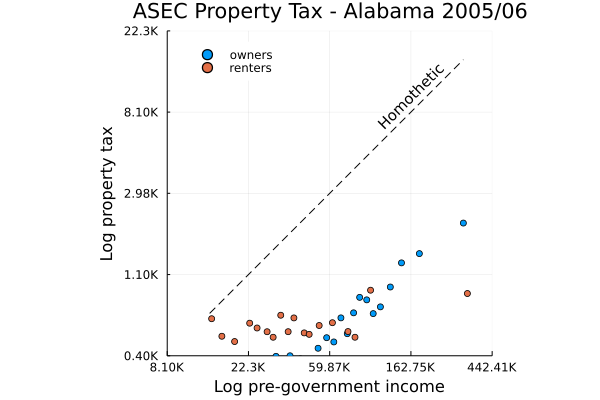 ASEC Property Tax - Alabama 2005/06
22.3K
owners
renters
Homothetic
8.10K
Log property tax
2.98K
1.10K
0.40K
8.10K 22.3K 59.87K 162.75K 442.41K
Log pre-government income